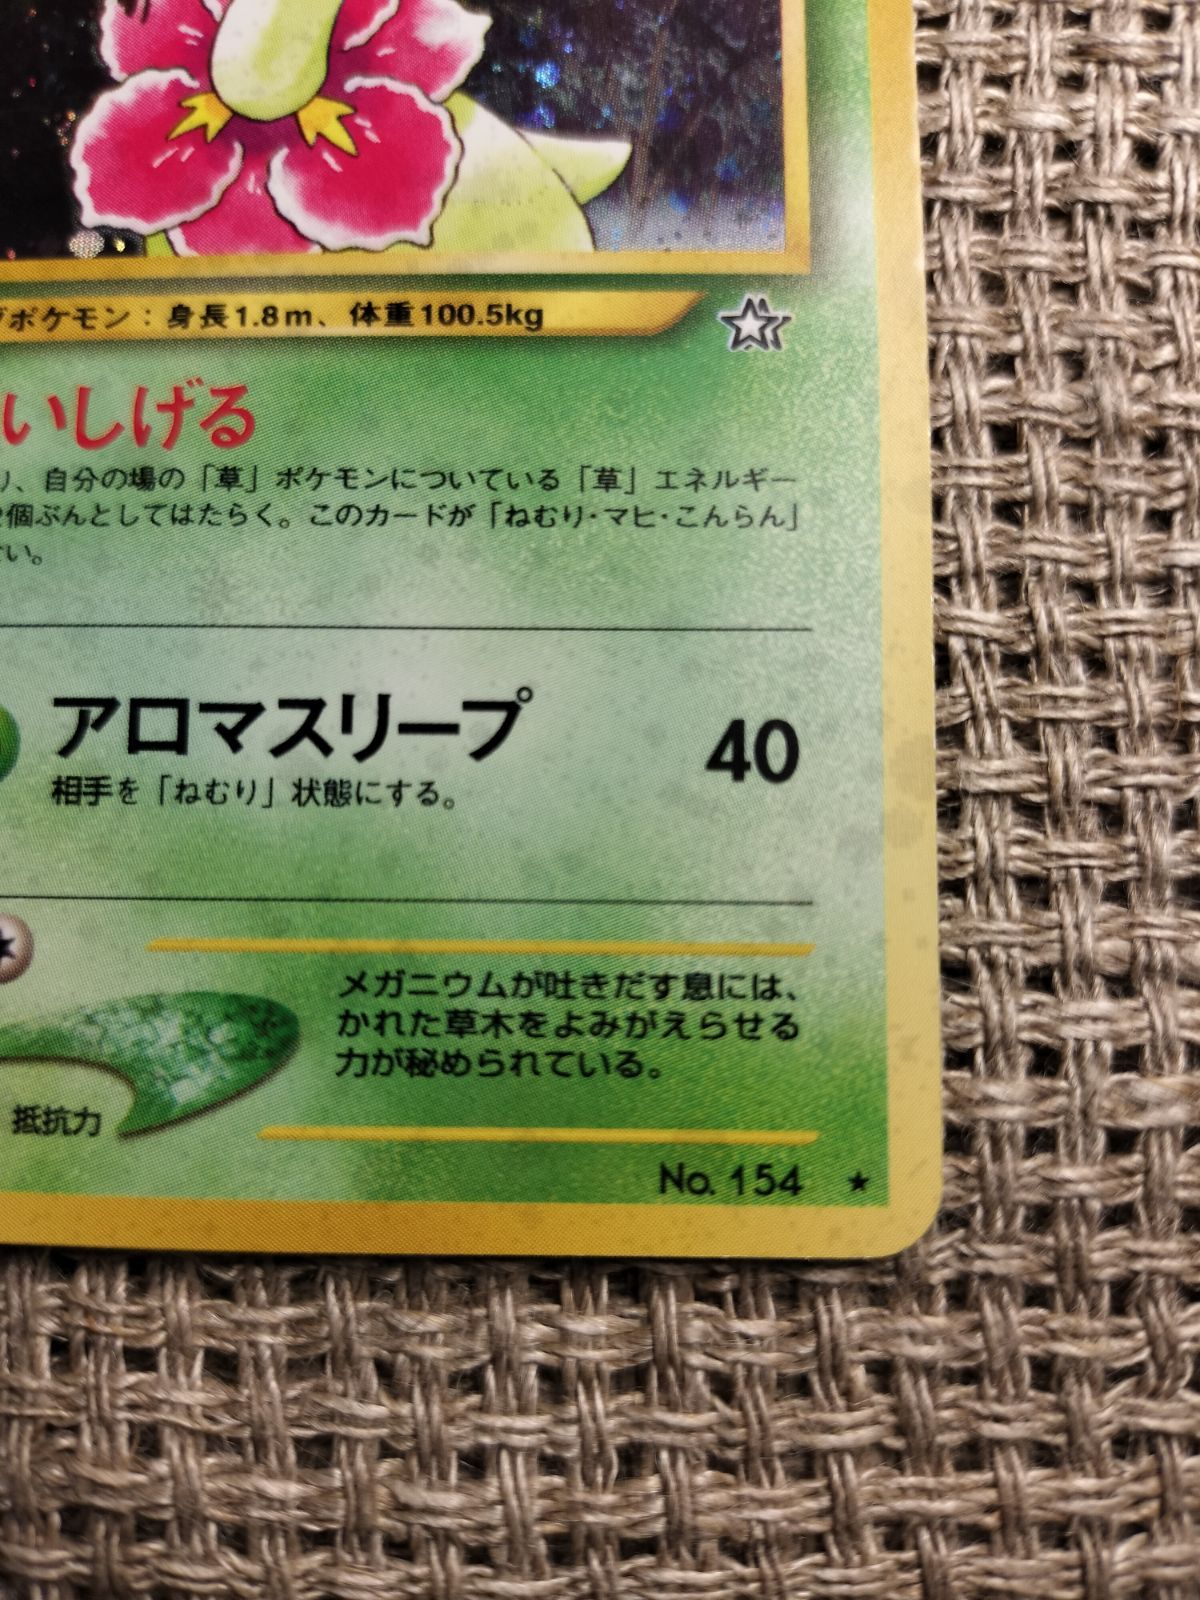 ポケモン：身長1.8m、体重100.5kg
いしげる
り、自分の場の「草」ポケモンについている「草」エネルギー
個ぶんとしてはたらく。このカードが「ねむり・マヒ・こんらん」
い。
アロマスリープ
40
相手を「ねむり」状態にする。
メガニウムが吐きだす息には、
かれた草木をよみがえらせる
力が秘められている。
抵抗力
No. 154 ★